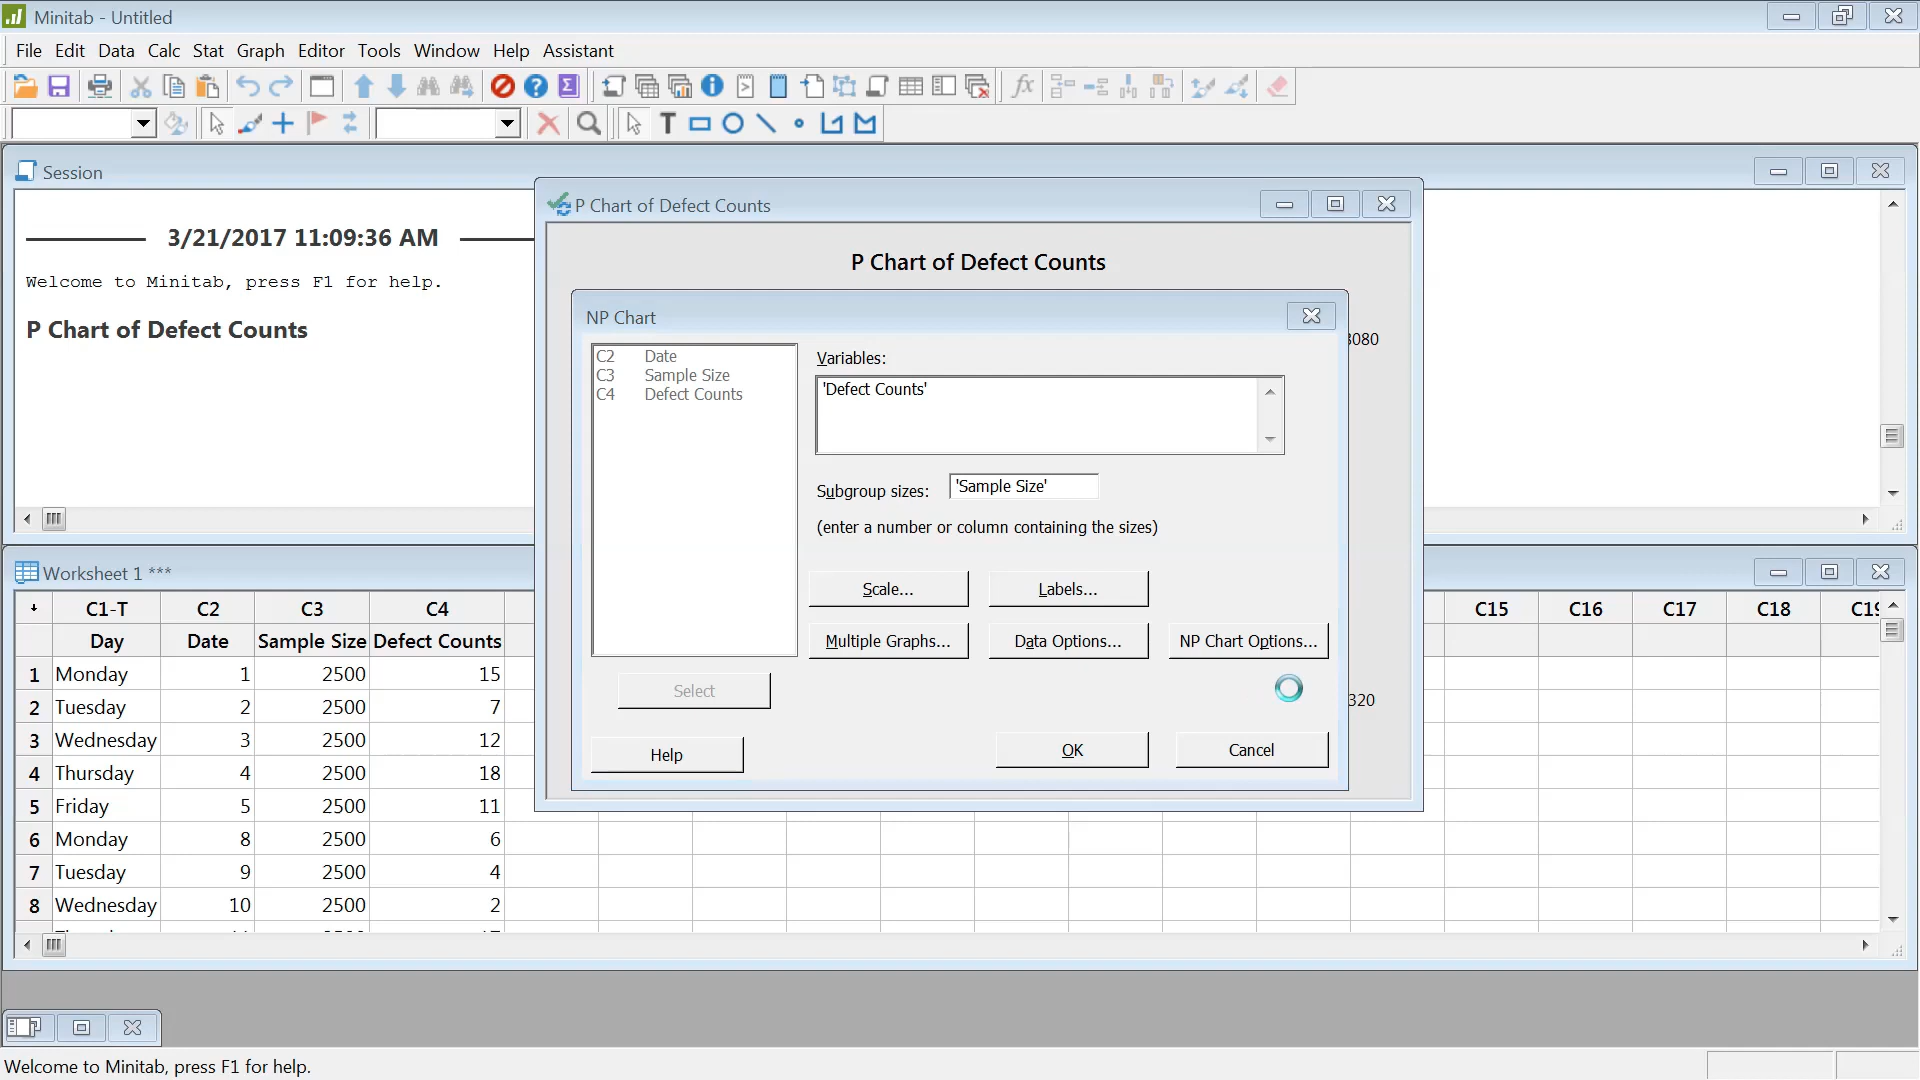 Minitab - Untitled
File Edit Data Calc Stat Graph Editor Tools Window Help Assistant
Session
3/21/2017 11:09:36 AM
Welcome to Minitab, press F1 for help.
P Chart of Defect Counts
P Chart of Defect Counts
P Chart of Defect Counts
NP Chart
C2 Date
C3 Sample Size
C4 Defect Counts
Variables:
'Defect Counts'
Subgroup sizes: 'Sample Size'
(enter a number or column containing the sizes)
Scale... Labels...
Multiple Graphs... Data Options... NP Chart Options...
Select
Help OK Cancel
320
Worksheet 1 ***
C1-T C2 C3 C4 C15 C16 C17 C18
Day Date Sample Size Defect Counts
1 Monday 1 2500 15
2 Tuesday 2 2500 7
3 Wednesday 3 2500 12
4 Thursday 4 2500 18
5 Friday 5 2500 11
6 Monday 8 2500 6
7 Tuesday 9 2500 4
8 Wednesday 10 2500 2
Welcome to Minitab, press F1 for help.